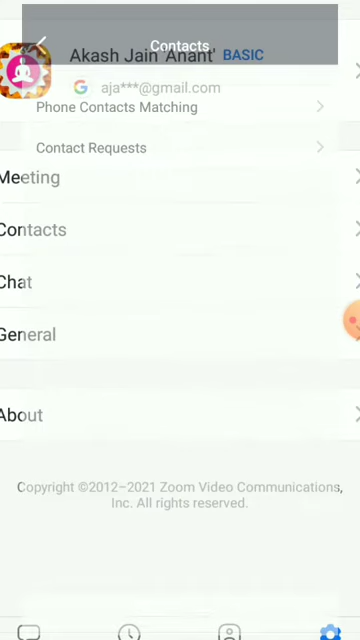 Contacts
Akash Jain 'Anant' BASIC
aja***@gmail.com
Phone Contacts Matching
Contact Requests
Meeting
Contacts
Chat
General
About
Copyright ©2012–2021 Zoom Video Communications,
Inc. All rights reserved.